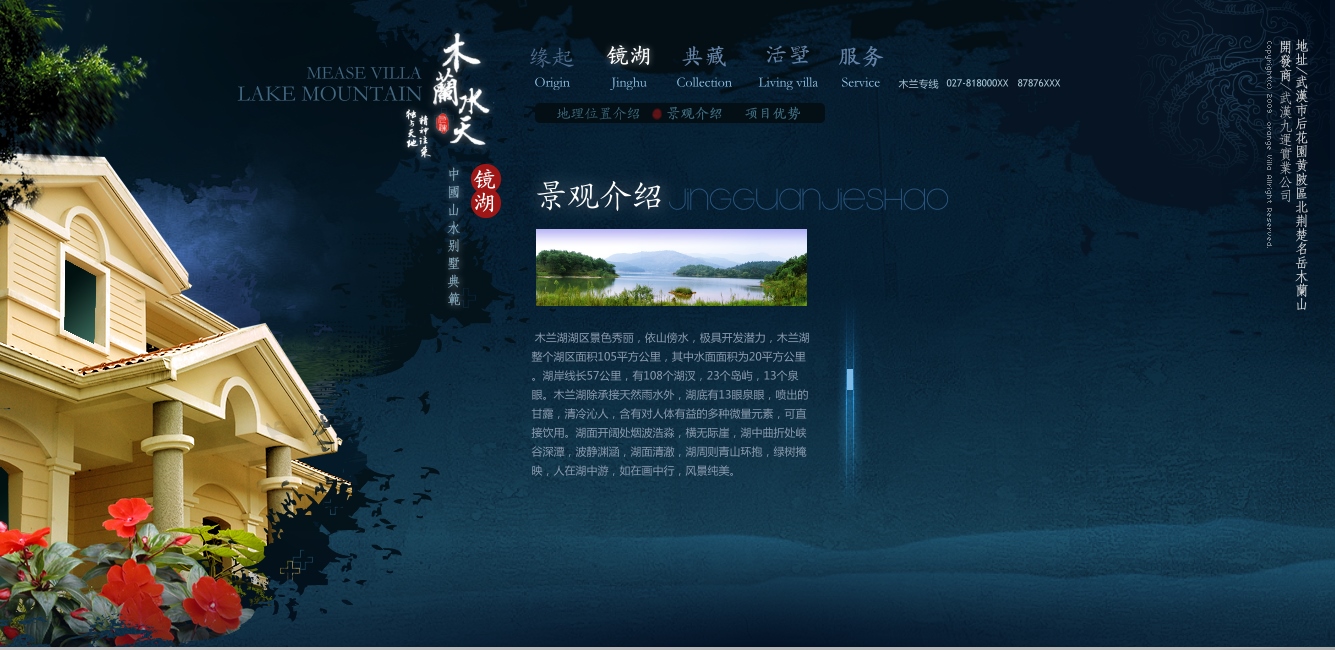 MEASE VILLA
LAKE MOUNTAIN
木蘭水天
独与天地
精神往来
中國山水别墅典範
镜湖
缘起 镜湖 典藏 活墅 服务
Origin Jinghu Collection Living villa Service
木兰专线 027-818000XX 87876XXX
地理位置介绍 景观介绍 项目优势
景观介绍 JINGGUANJIESHAO
木兰湖湖区景色秀丽，依山傍水，极具开发潜力，木兰湖
整个湖区面积105平方公里，其中水面面积为20平方公里
。湖岸线长57公里，有108个湖汊，23个岛屿，13个泉
眼。木兰湖除承接天然雨水外，湖底有13眼泉眼，喷出的
甘露，清冷沁人，含有对人体有益的多种微量元素，可直
接饮用。湖面开阔处烟波浩淼，横无际崖，湖中曲折处峡
谷深潭，波静渊涵，湖面清澈，湖周则青山环抱，绿树掩
映，人在湖中游，如在画中行，风景纯美。
地址／武漢市后花園黄陂區北荆楚名岳木蘭山
開發商／武漢九運實業公司
Copyright(c) 2009 orange Villa Allright Reserved.